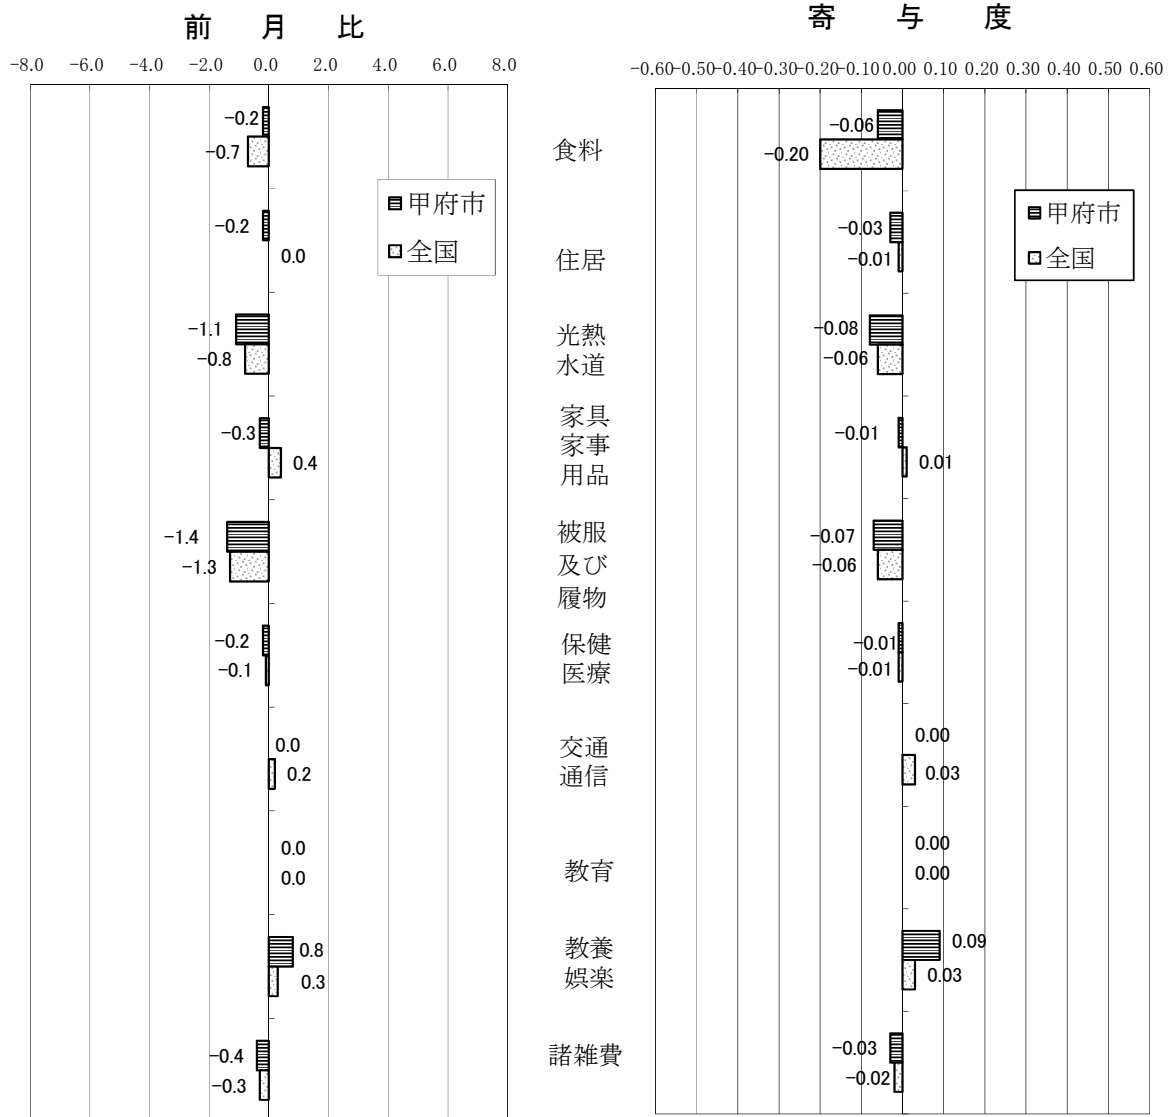 前 月 比
寄 与 度
-8.0 -6.0 -4.0 -2.0 0.0 2.0 4.0 6.0 8.0
-0.60 -0.50 -0.40 -0.30 -0.20 -0.10 0.00 0.10 0.20 0.30 0.40 0.50 0.60
-0.2
-0.7
食料
-0.06
-0.20
甲府市
全国
甲府市
全国
-0.2
0.0
住居
-0.03
-0.01
-1.1
-0.8
光熱
水道
-0.08
-0.06
-0.3
0.4
家具
家事
用品
-0.01
0.01
-1.4
-1.3
被服
及び
履物
-0.07
-0.06
-0.2
-0.1
保健
医療
-0.01
-0.01
0.0
0.2
交通
通信
0.00
0.03
0.0
0.0
教育
0.00
0.00
0.8
0.3
教養
娯楽
0.09
0.03
-0.4
-0.3
諸雑費
-0.03
-0.02